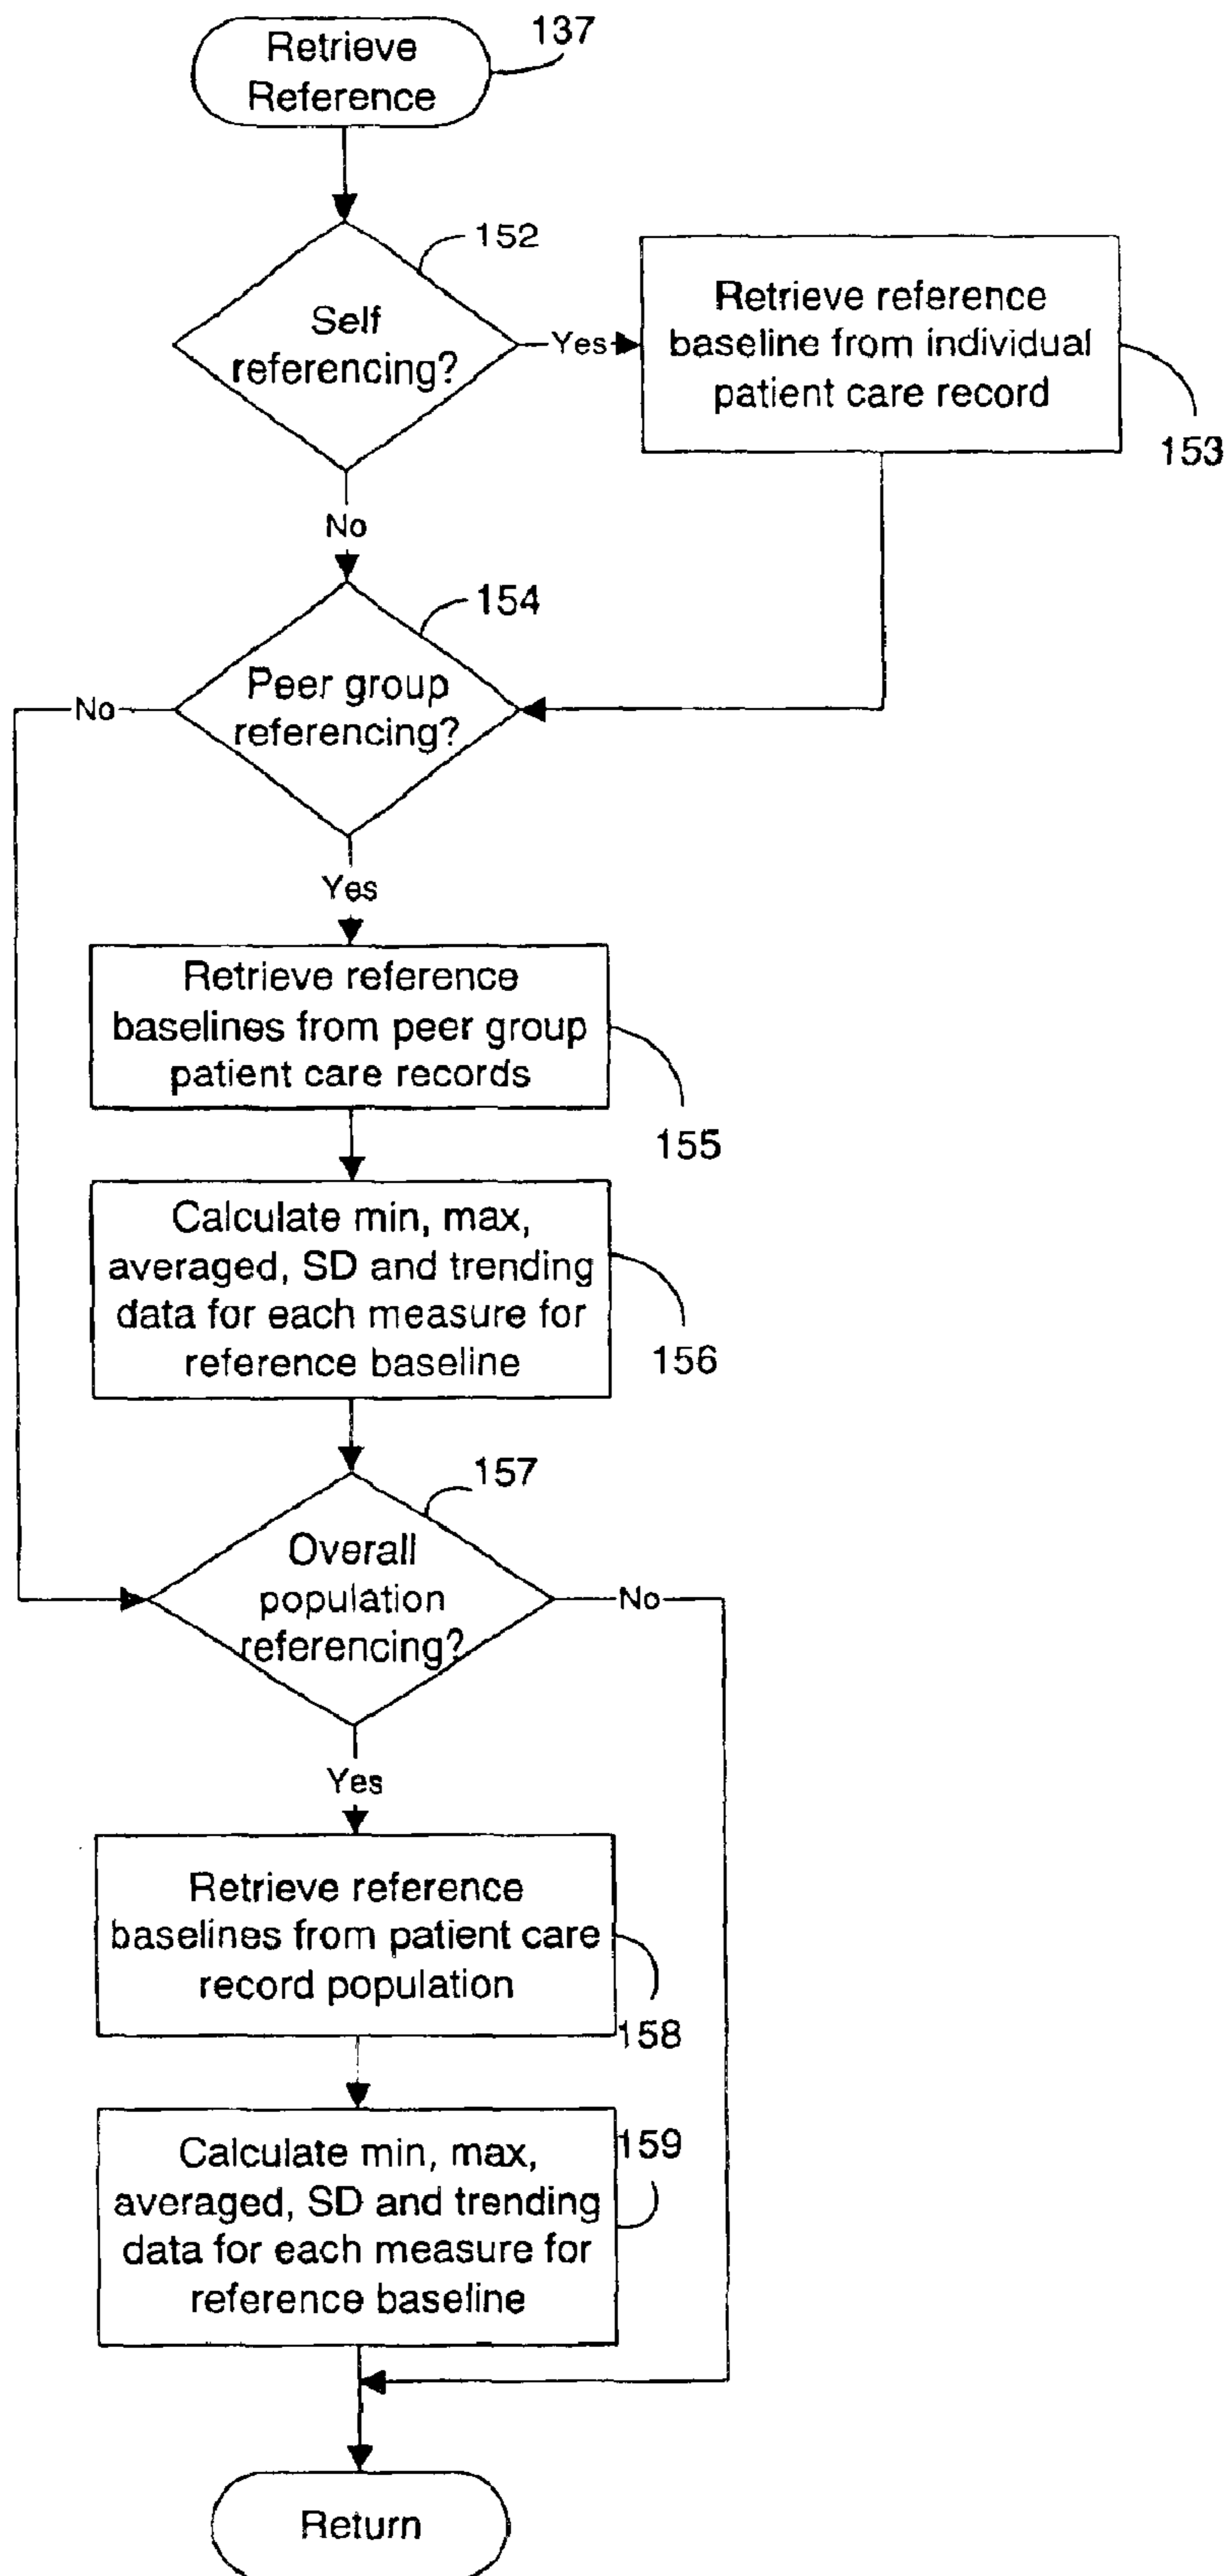 Retrieve
Reference
137
152
Self
referencing?
Yes
Retrieve reference
baseline from individual
patient care record
153
No
154
Peer group
referencing?
No
Yes
Retrieve reference
baselines from peer group
patient care records
155
Calculate min, max,
averaged, SD and trending
data for each measure for
reference baseline
156
157
Overall
population
referencing?
No
Yes
Retrieve reference
baselines from patient care
record population
158
159
Calculate min, max,
averaged, SD and trending
data for each measure for
reference baseline
Return